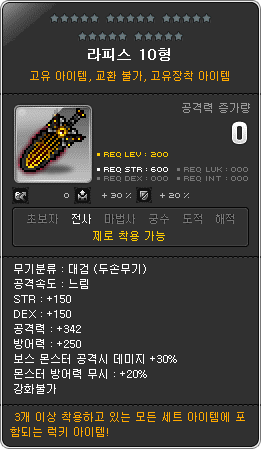 라피스 10형
고유 아이템, 교환 불가, 고유장착 아이템
공격력 증가량
0
REQ LEV : 200
REQ STR : 600
REQ LUK : 000
REQ DEX : 000
REQ INT : 000
0
+ 30 %
+ 20 %
초보자 전사 마법사 궁수 도적 해적
제로 착용 가능
무기분류 : 대검 (두손무기)
공격속도 : 느림
STR : +150
DEX : +150
공격력 : +342
방어력 : +250
보스 몬스터 공격시 데미지 +30%
몬스터 방어력 무시 : +20%
강화불가
3개 이상 착용하고 있는 모든 세트 아이템에 포
함되는 럭키 아이템!